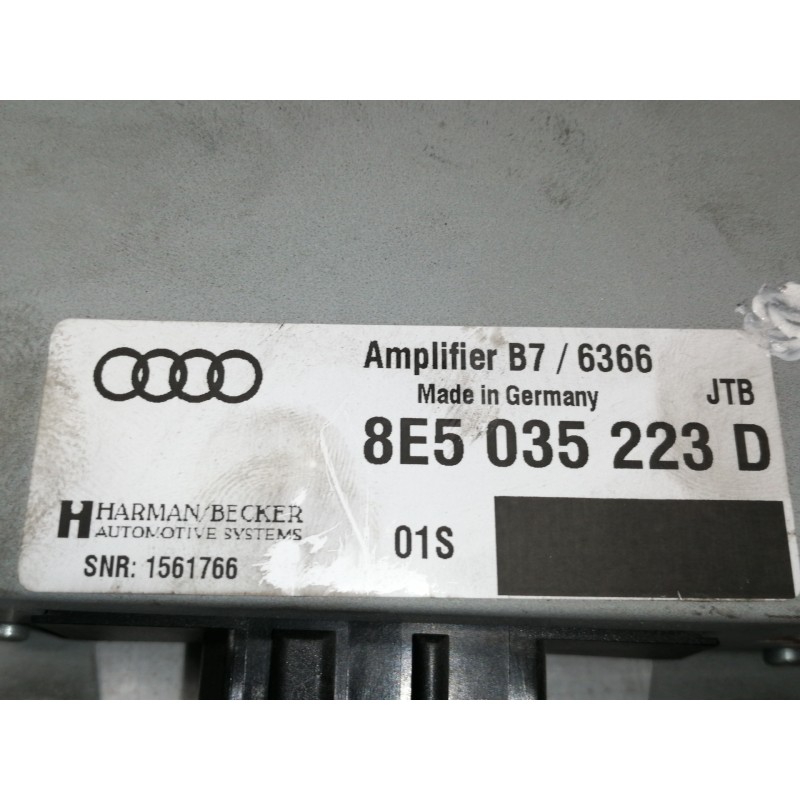 Amplifier B7 / 6366
Made in Germany
JTB
8E5 035 223 D
H HARMAN/BECKER
AUTOMOTIVE SYSTEMS
01S
SNR: 1561766